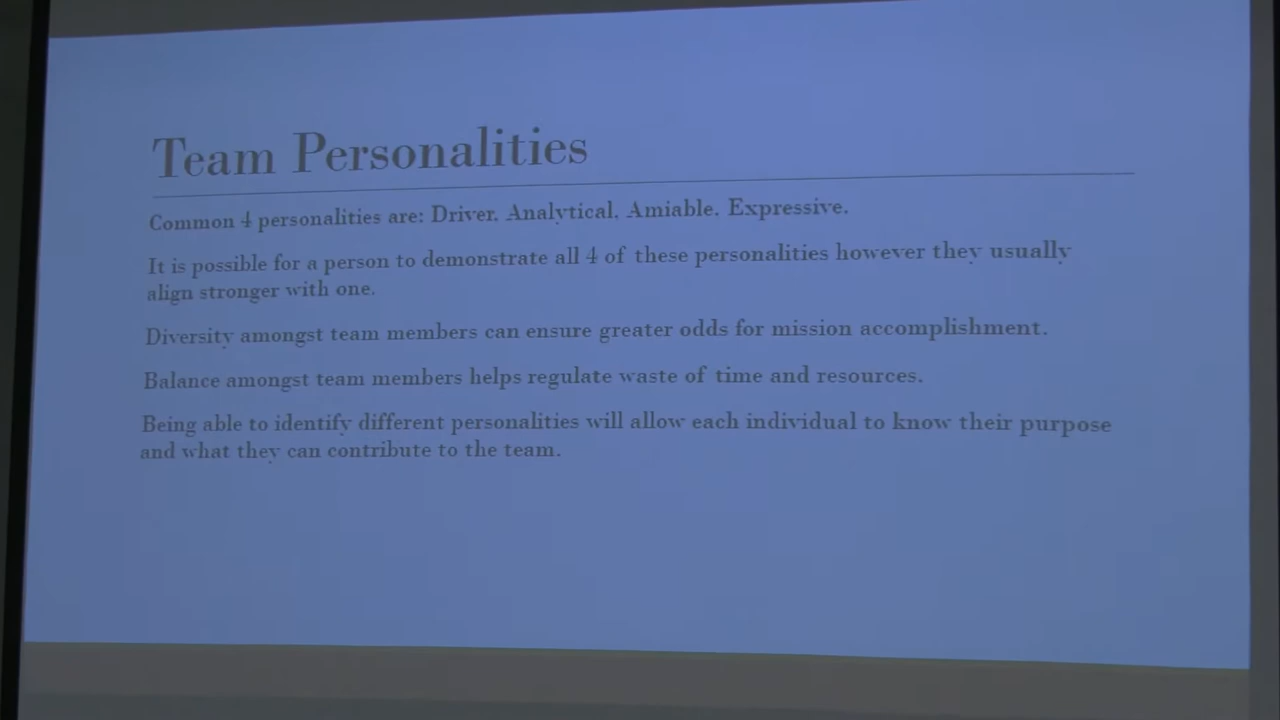 Team Personalities
Common 4 personalities are: Driver, Analytical, Amiable, Expressive.
It is possible for a person to demonstrate all 4 of these personalities however they usually
align stronger with one.
Diversity amongst team members can ensure greater odds for mission accomplishment.
Balance amongst team members helps regulate waste of time and resources.
Being able to identify different personalities will allow each individual to know their purpose
and what they can contribute to the team.